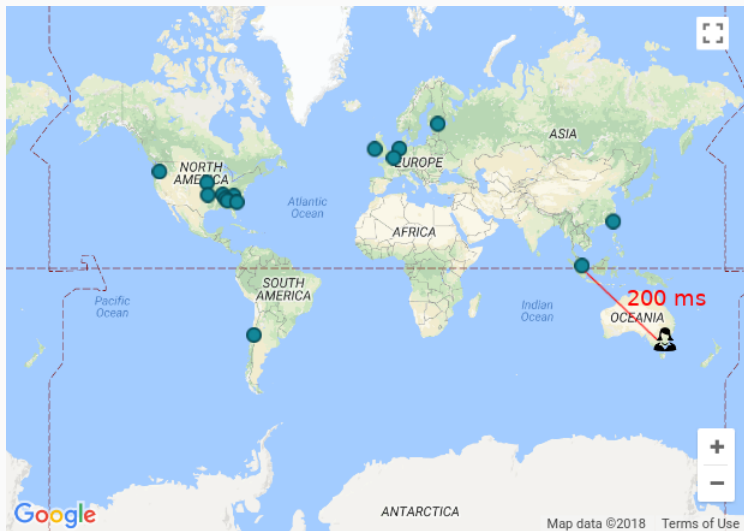 ASIA
NORTH
AMERICA
EUROPE
Atlantic
Ocean
AFRICA
SOUTH
AMERICA
Pacific
Ocean
Indian
Ocean
200 ms
OCEANIA
+
−
ANTARCTICA
Google
Map data ©2018 Terms of Use